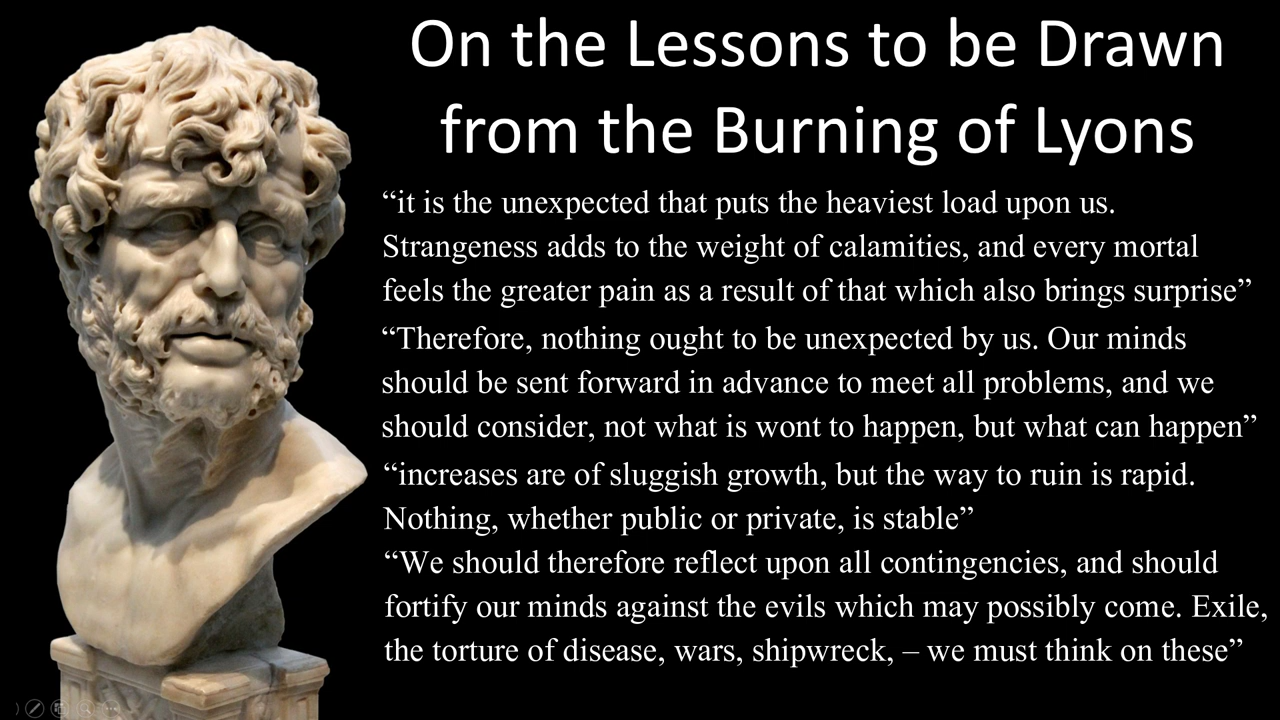 On the Lessons to be Drawn
from the Burning of Lyons
“it is the unexpected that puts the heaviest load upon us.
Strangeness adds to the weight of calamities, and every mortal
feels the greater pain as a result of that which also brings surprise”
“Therefore, nothing ought to be unexpected by us. Our minds
should be sent forward in advance to meet all problems, and we
should consider, not what is wont to happen, but what can happen”
“increases are of sluggish growth, but the way to ruin is rapid.
Nothing, whether public or private, is stable”
“We should therefore reflect upon all contingencies, and should
fortify our minds against the evils which may possibly come. Exile,
the torture of disease, wars, shipwreck, – we must think on these”